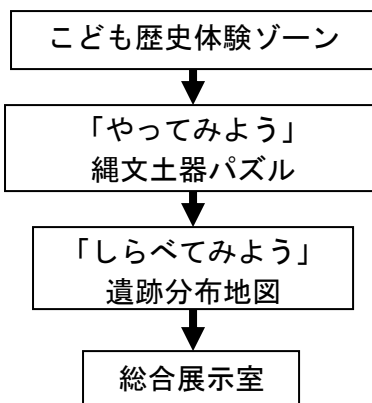 こども歴史体験ゾーン
「やってみよう」
縄文土器パズル
「しらべてみよう」
遺跡分布地図
総合展示室